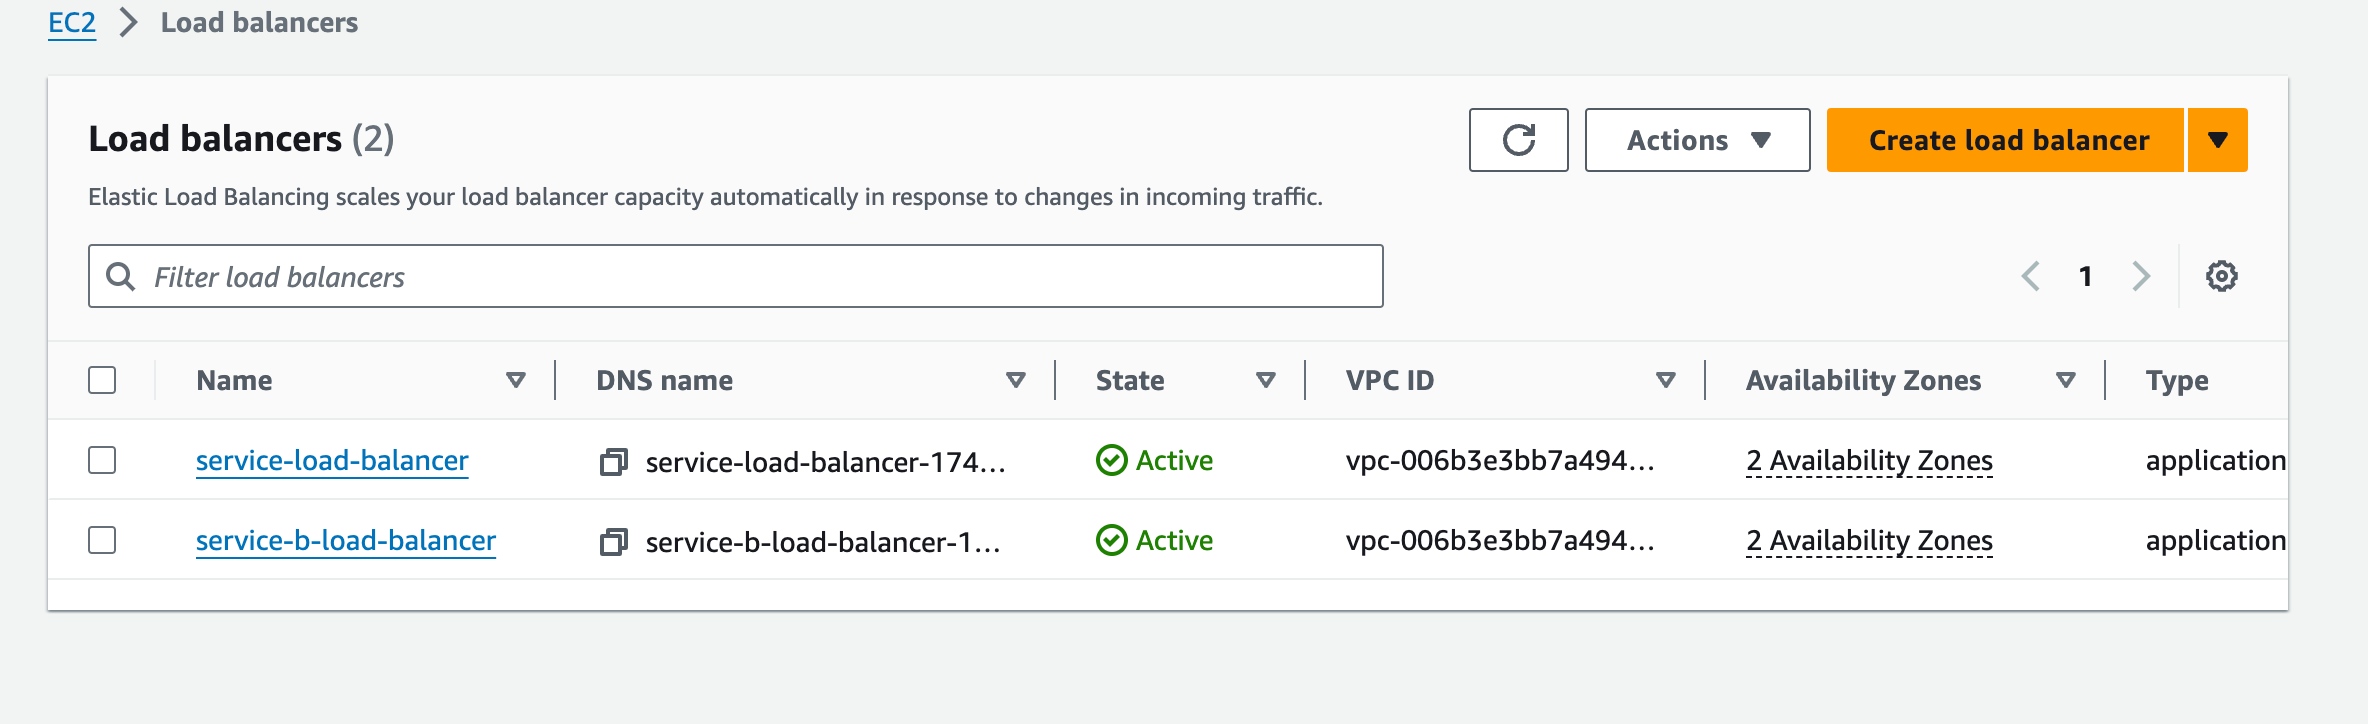 EC2 > Load balancers
Load balancers (2)
Actions
Create load balancer
Elastic Load Balancing scales your load balancer capacity automatically in response to changes in incoming traffic.
Filter load balancers
1
Name DNS name State VPC ID Availability Zones Type
service-load-balancer service-load-balancer-174... Active vpc-006b3e3bb7a494... 2 Availability Zones application
service-b-load-balancer service-b-load-balancer-1... Active vpc-006b3e3bb7a494... 2 Availability Zones application